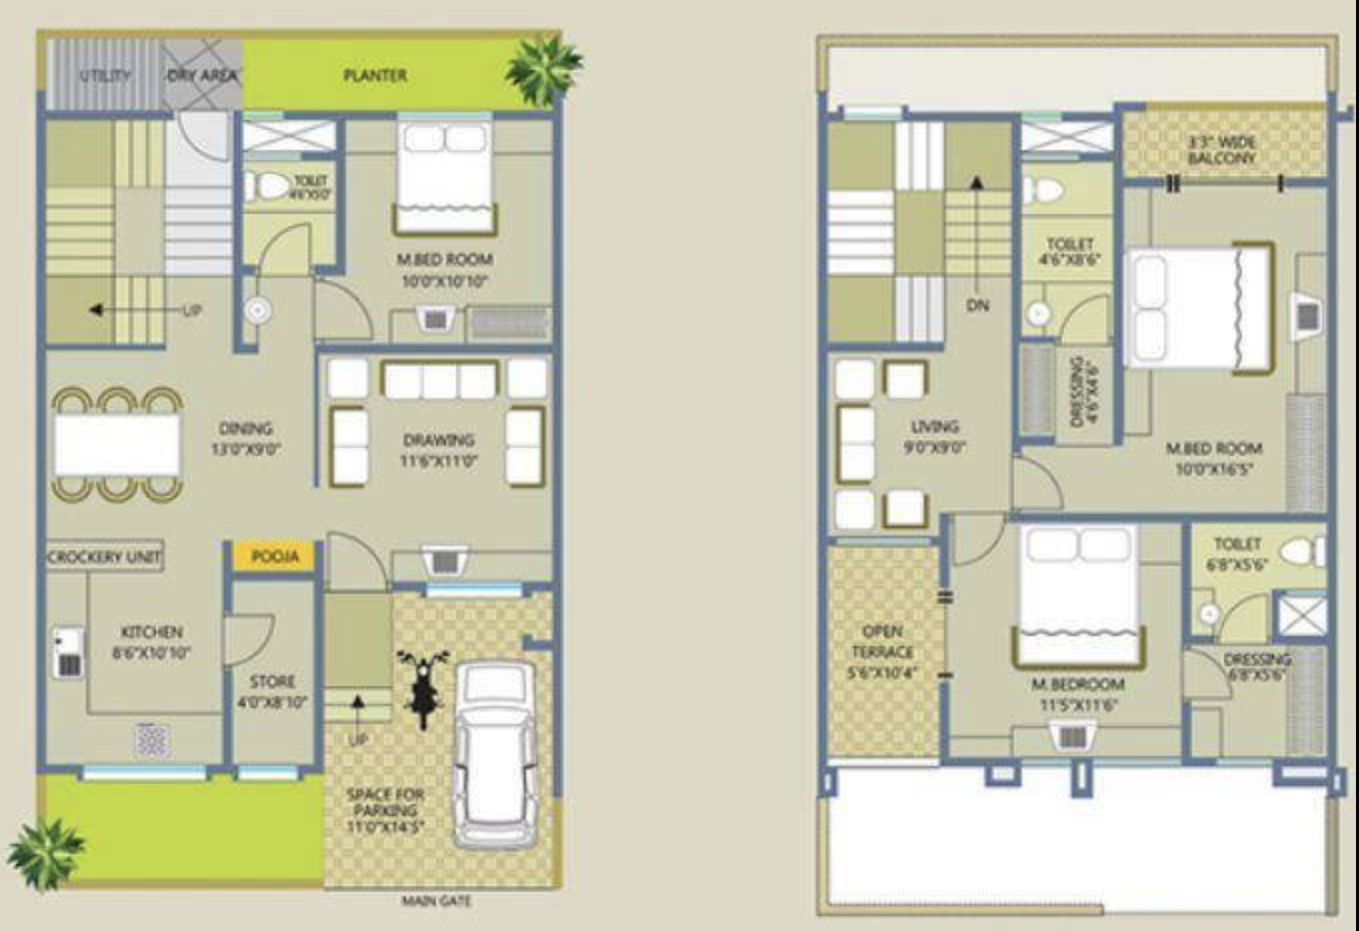 UTILITY
DRY AREA
PLANTER
TOILET
4'6"X5'0"
M.BED ROOM
10'0"X10'10"
UP
DINING
13'0"X9'0"
DRAWING
11'6"X11'0"
CROCKERY UNIT
POOJA
KITCHEN
8'6"X10'10"
STORE
4'0"X8'10"
UP
SPACE FOR
PARKING
11'0"X14'5"
MAIN GATE
3'3" WIDE
BALCONY
TOILET
4'6"X8'6"
DN
DRESSING
4'6"X4'6"
LIVING
9'0"X9'0"
M.BED ROOM
10'0"X16'5"
TOILET
6'8"X5'6"
OPEN
TERRACE
5'6"X10'4"
DRESSING
6'8"X5'6"
M.BEDROOM
11'5"X11'6"